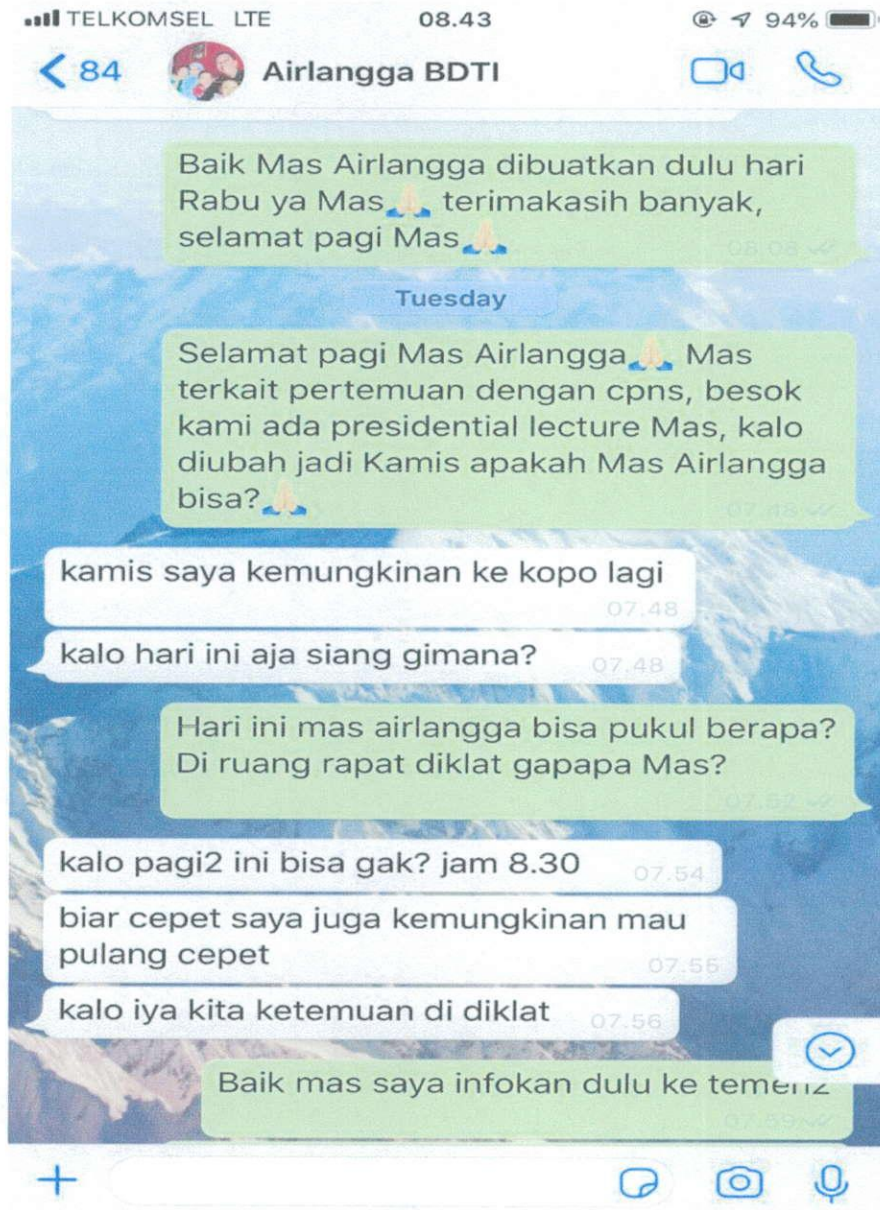 TELKOMSEL LTE 08.43 94%
84 Airlangga BDTI
Baik Mas Airlangga dibuatkan dulu hari
Rabu ya Mas🙏🏻 terimakasih banyak,
selamat pagi Mas🙏🏻
08.08
Tuesday
Selamat pagi Mas Airlangga🙏🏻 Mas
terkait pertemuan dengan cpns, besok
kami ada presidential lecture Mas, kalo
diubah jadi Kamis apakah Mas Airlangga
bisa?🙏🏻
07.48
kamis saya kemungkinan ke kopo lagi
07.48
kalo hari ini aja siang gimana? 07.48
Hari ini mas airlangga bisa pukul berapa?
Di ruang rapat diklat gapapa Mas?
07.52
kalo pagi2 ini bisa gak? jam 8.30 07.54
biar cepet saya juga kemungkinan mau
pulang cepet
07.55
kalo iya kita ketemuan di diklat 07.56
Baik mas saya infokan dulu ke temen2
07.59